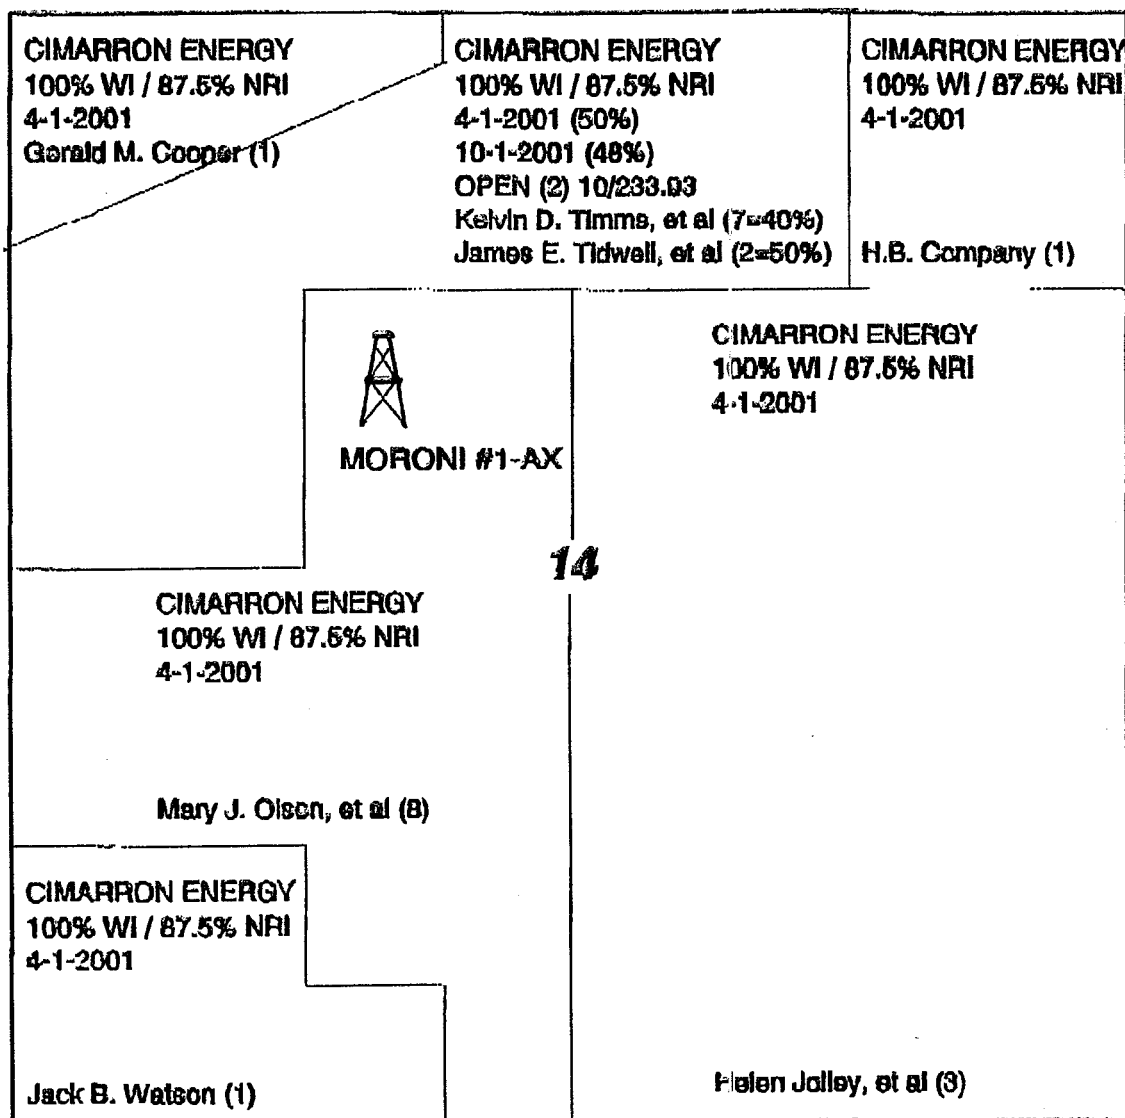 CIMARRON ENERGY
100% WI / 87.5% NRI
4-1-2001
Gerald M. Cooper (1)
CIMARRON ENERGY
100% WI / 87.5% NRI
4-1-2001 (50%)
10-1-2001 (48%)
OPEN (2) 10/233.03
Kelvin D. Timms, et al (7=40%)
James E. Tidwell, et al (2=50%)
CIMARRON ENERGY
100% WI / 87.5% NRI
4-1-2001
H.B. Company (1)
MORONI #1-AX
CIMARRON ENERGY
100% WI / 87.5% NRI
4-1-2001
14
CIMARRON ENERGY
100% WI / 87.5% NRI
4-1-2001
Mary J. Olson, et al (8)
CIMARRON ENERGY
100% WI / 87.5% NRI
4-1-2001
Jack B. Watson (1)
Helen Jolley, et al (3)